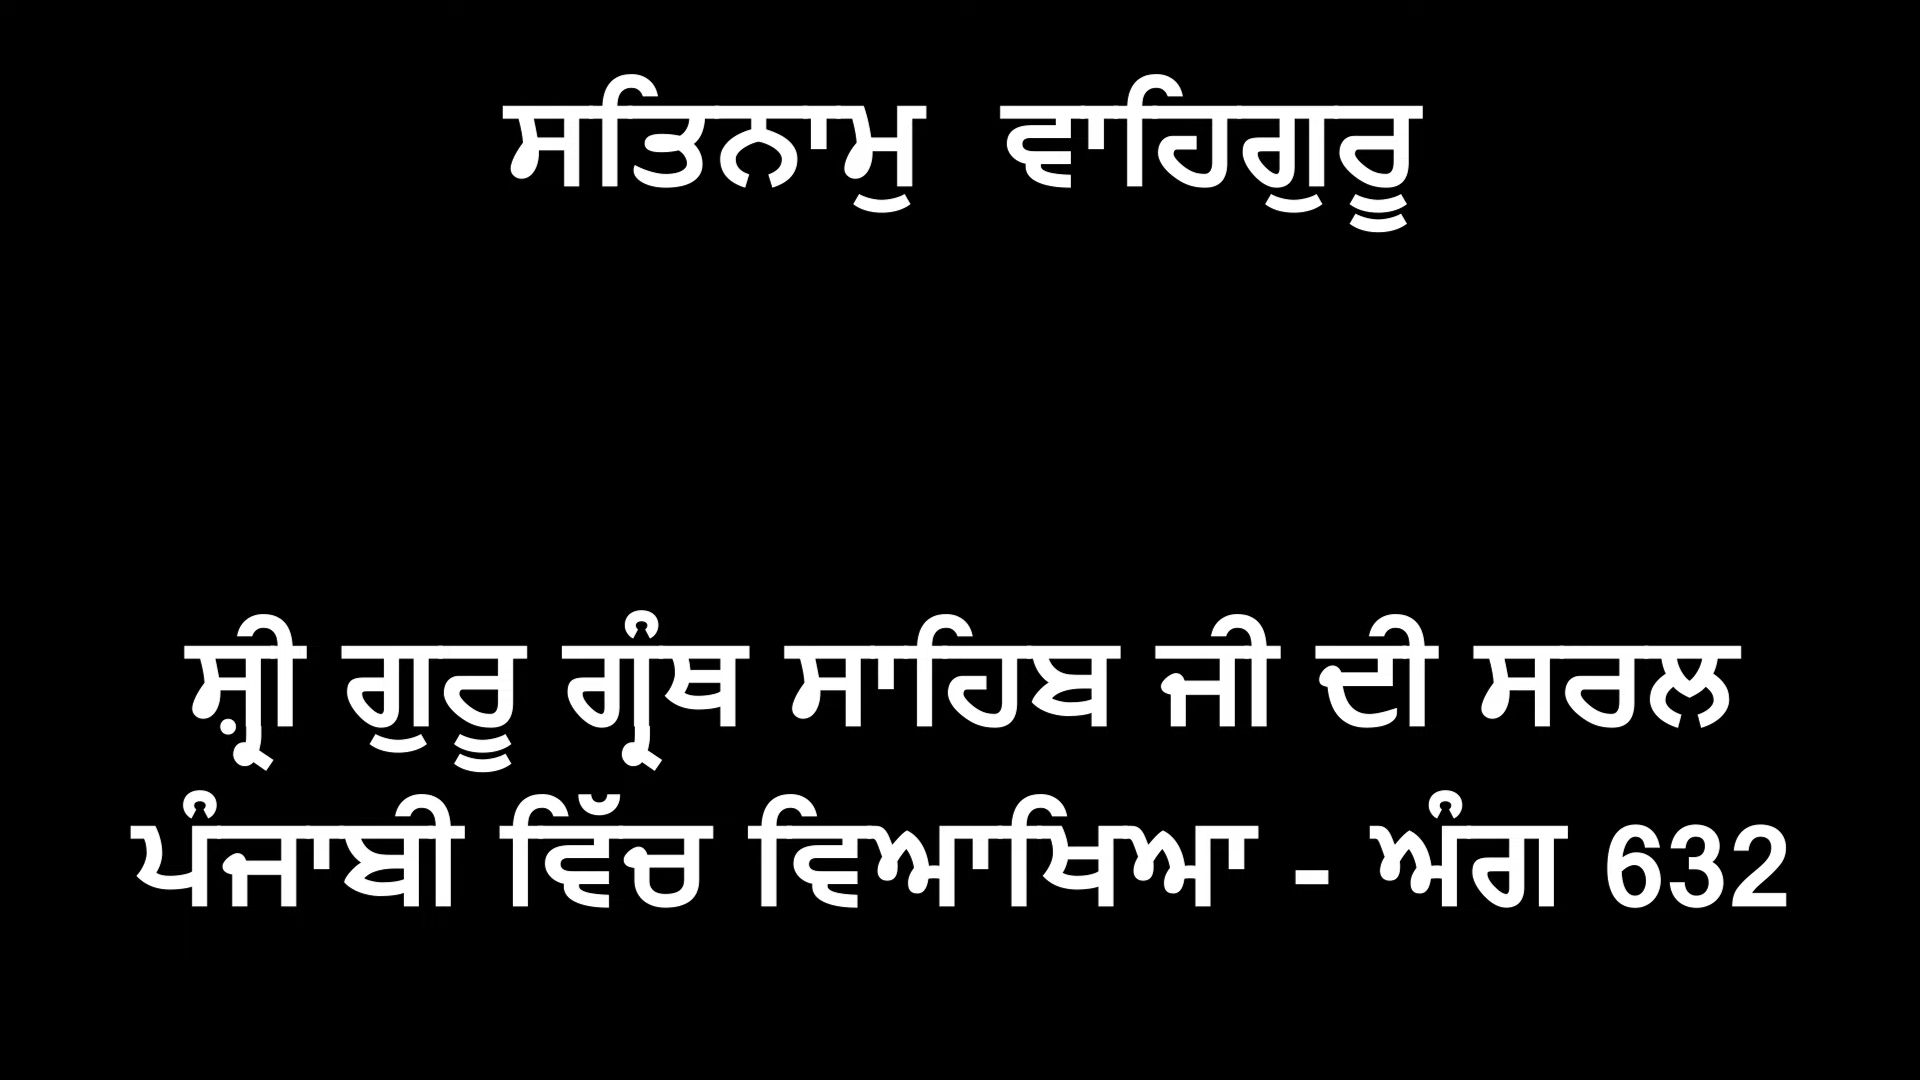 ਸਤਿਨਾਮੁ ਵਾਹਿਗੁਰੂ
ਸ਼੍ਰੀ ਗੁਰੂ ਗ੍ਰੰਥ ਸਾਹਿਬ ਜੀ ਦੀ ਸਰਲ
ਪੰਜਾਬੀ ਵਿੱਚ ਵਿਆਖਿਆ - ਅੰਗ 632